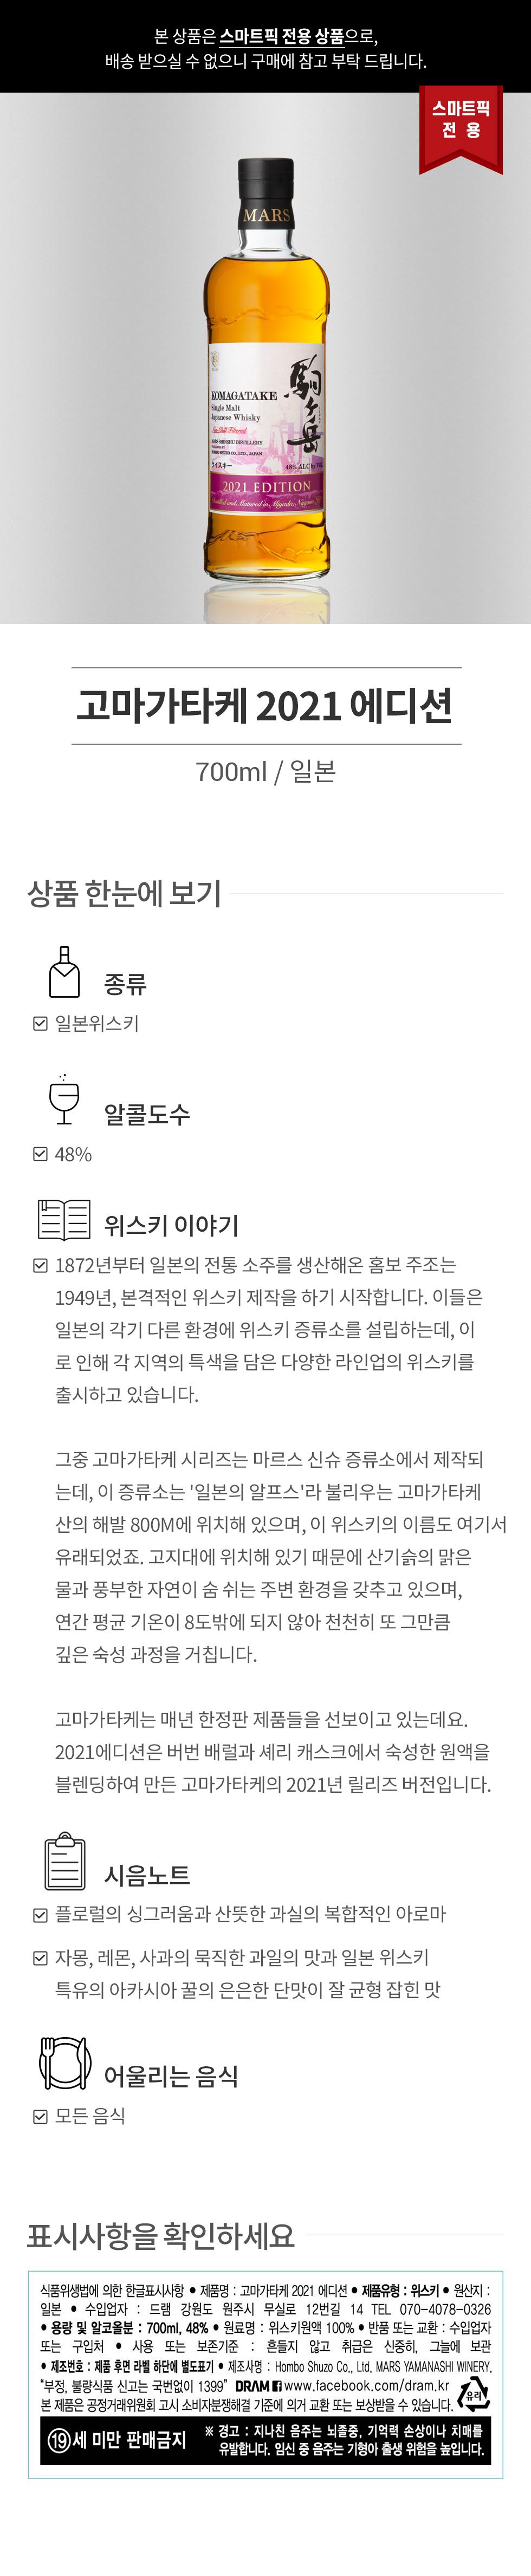 본 상품은 스마트픽 전용 상품으로,
배송 받으실 수 없으니 구매에 참고 부탁 드립니다.
스마트픽
전 용
MARS
駒ヶ岳
KOMAGATAKE
Single Malt
Japanese Whisky
Non-Chill Filtered
MARS SHINSHU DISTILLERY
HOMBO SHUZO CO., LTD., JAPAN
ウイスキー
48% ALC
2021 EDITION
Distilled and Matured in Miyada, Nagano
고마가타케 2021 에디션
700ml / 일본
상품 한눈에 보기
종류
일본위스키
알콜도수
48%
위스키 이야기
1872년부터 일본의 전통 소주를 생산해온 홈보 주조는
1949년, 본격적인 위스키 제작을 하기 시작합니다. 이들은
일본의 각기 다른 환경에 위스키 증류소를 설립하는데, 이
로 인해 각 지역의 특색을 담은 다양한 라인업의 위스키를
출시하고 있습니다.
그중 고마가타케 시리즈는 마르스 신슈 증류소에서 제작되
는데, 이 증류소는 '일본의 알프스'라 불리우는 고마가타케
산의 해발 800M에 위치해 있으며, 이 위스키의 이름도 여기서
유래되었죠. 고지대에 위치해 있기 때문에 산기슭의 맑은
물과 풍부한 자연이 숨 쉬는 주변 환경을 갖추고 있으며,
연간 평균 기온이 8도밖에 되지 않아 천천히 또 그만큼
깊은 숙성 과정을 거칩니다.
고마가타케는 매년 한정판 제품들을 선보이고 있는데요.
2021에디션은 버번 배럴과 셰리 캐스크에서 숙성한 원액을
블렌딩하여 만든 고마가타케의 2021년 릴리즈 버전입니다.
시음노트
플로럴의 싱그러움과 산뜻한 과실의 복합적인 아로마
자몽, 레몬, 사과의 묵직한 과일의 맛과 일본 위스키
특유의 아카시아 꿀의 은은한 단맛이 잘 균형 잡힌 맛
어울리는 음식
모든 음식
표시사항을 확인하세요
식품위생법에 의한 한글표시사항 • 제품명 : 고마가타케 2021 에디션 • 제품유형 : 위스키 • 원산지 :
일본 • 수입업자 : 드램 강원도 원주시 무실로 12번길 14 TEL 070-4078-0326
• 용량 및 알코올분 : 700ml, 48% • 원료명 : 위스키원액 100% • 반품 또는 교환 : 수입업자
또는 구입처 • 사용 또는 보존기준 : 흔들지 않고 취급은 신중히, 그늘에 보관
• 제조번호 : 제품 후면 라벨 하단에 별도표기 • 제조사명 : Hombo Shuzo Co., Ltd, MARS YAMANASHI WINERY.
"부정, 불량식품 신고는 국번없이 1399" DRAM www.facebook.com/dram.kr
본 제품은 공정거래위원회 고시 소비자분쟁해결 기준에 의거 교환 또는 보상받을 수 있습니다.
유리
19세 미만 판매금지
※ 경고 : 지나친 음주는 뇌졸중, 기억력 손상이나 치매를
유발합니다. 임신 중 음주는 기형아 출생 위험을 높입니다.